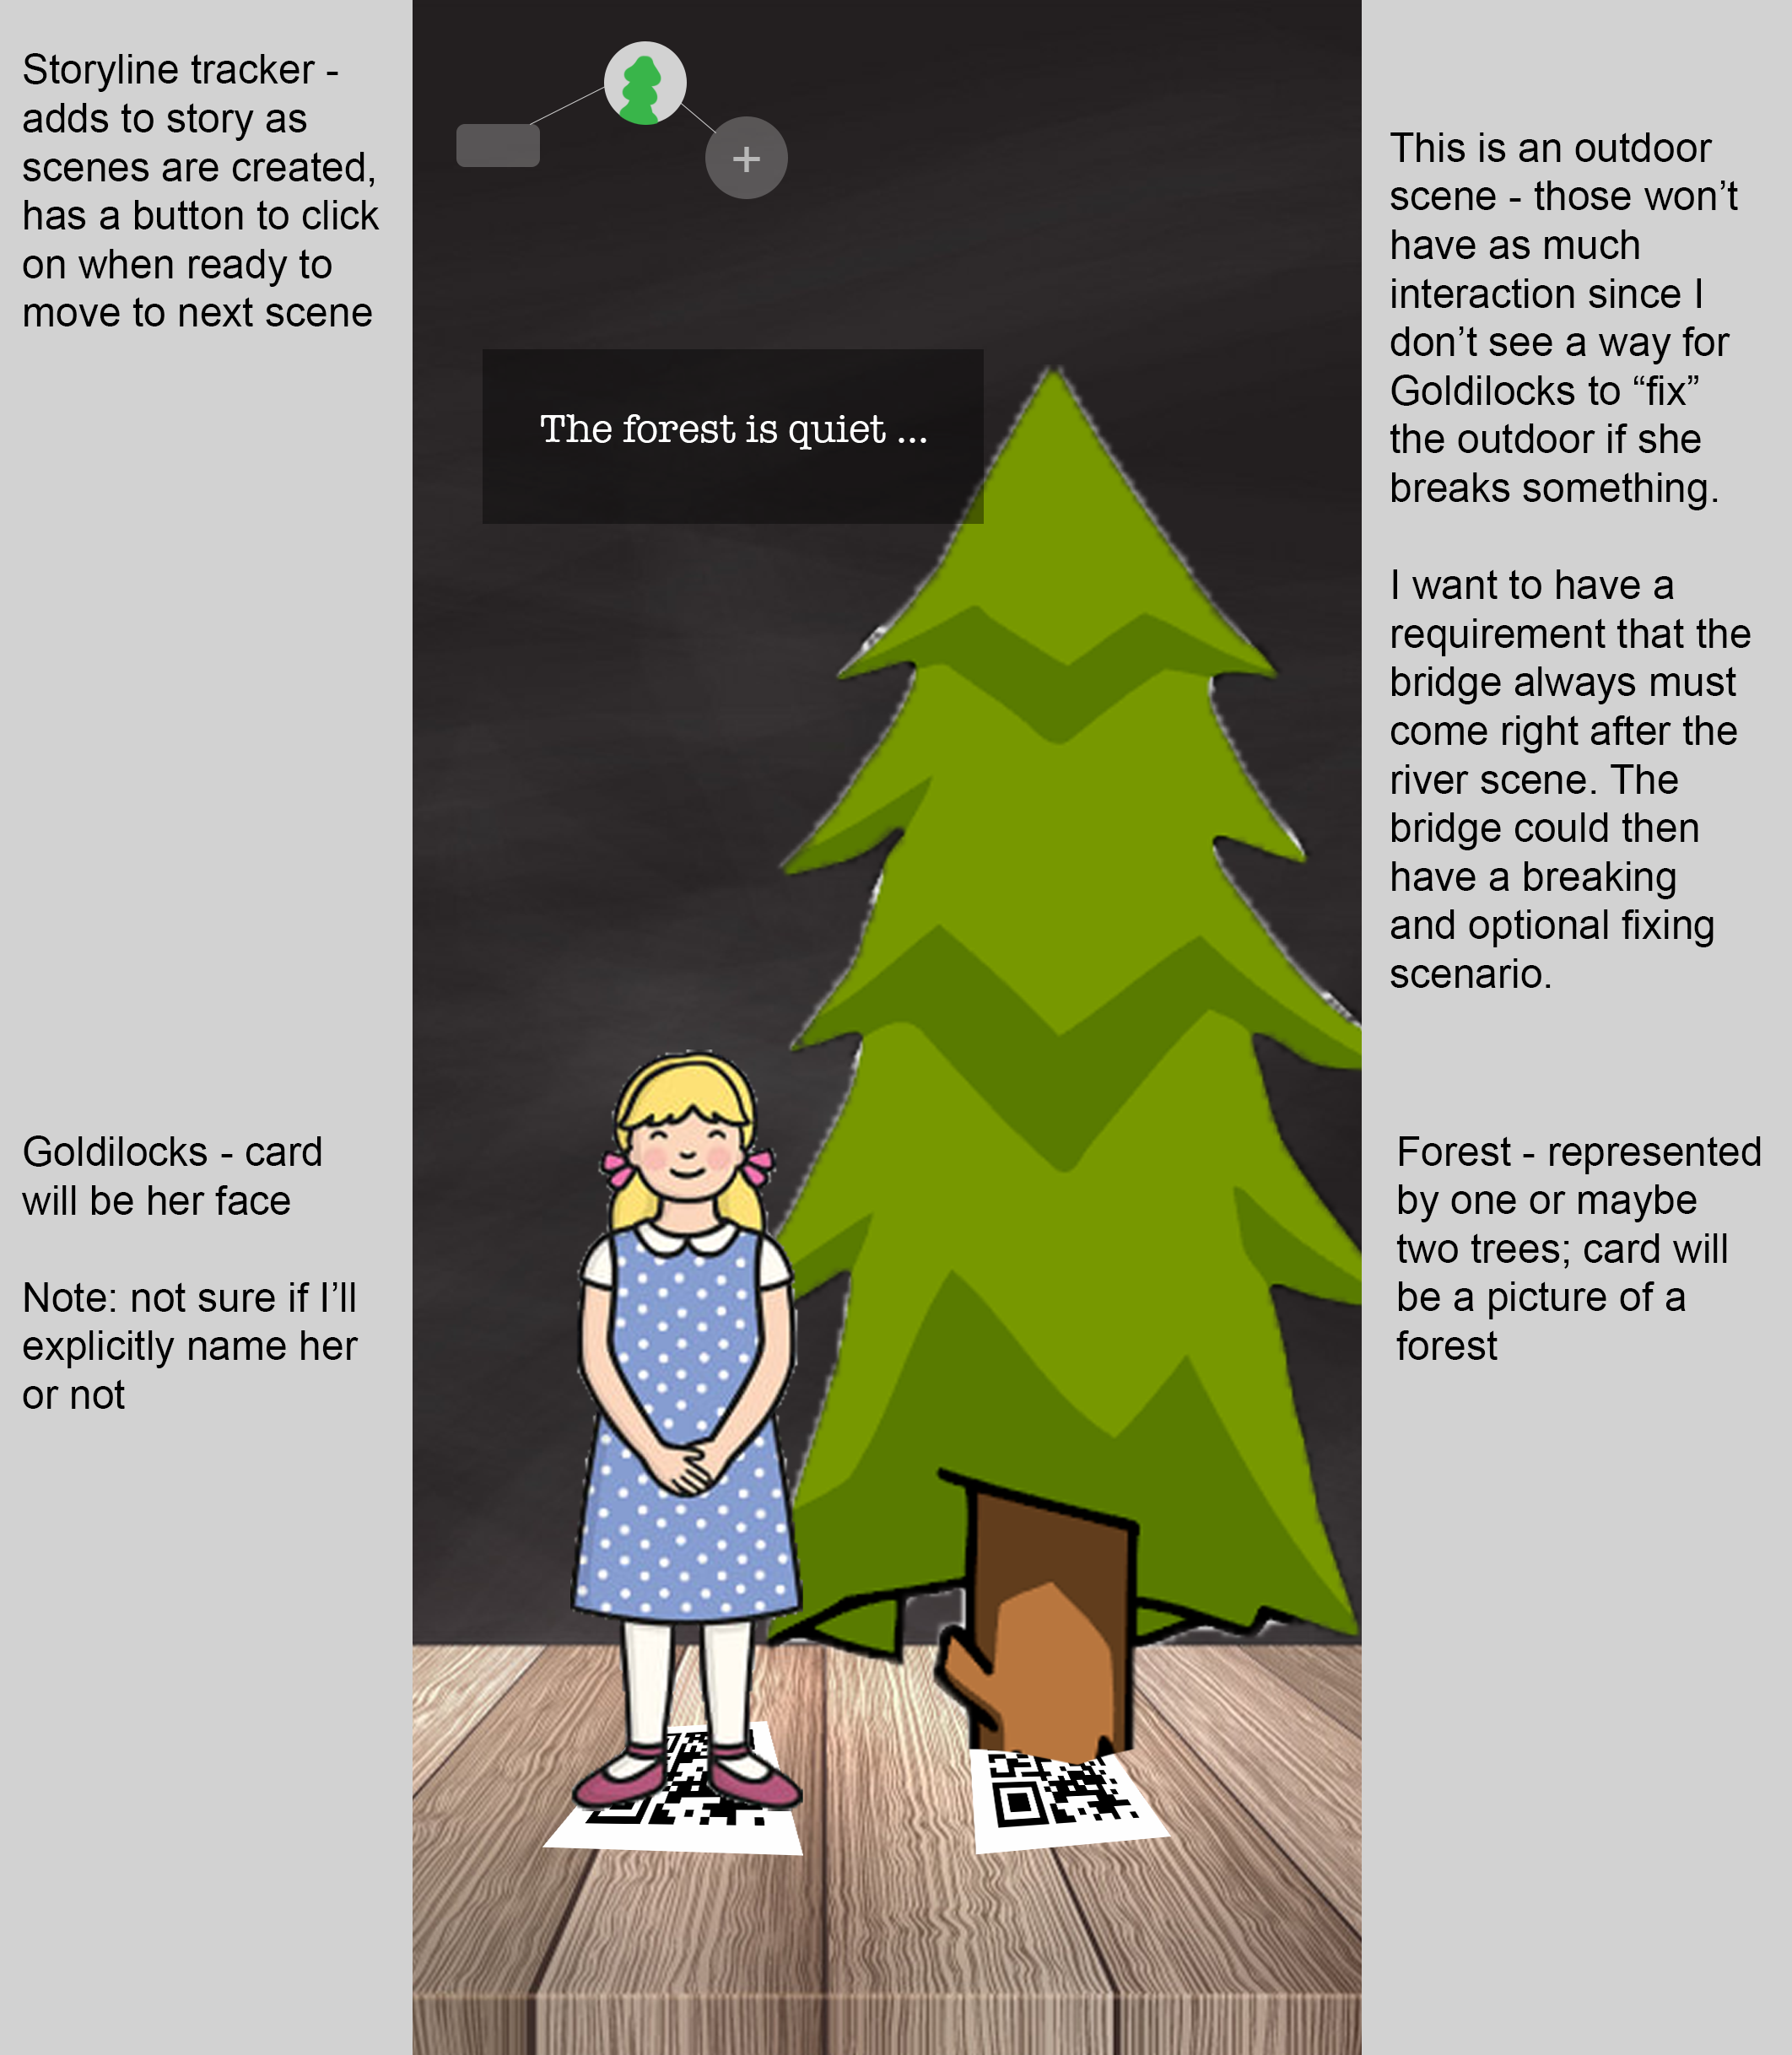 Storyline tracker -
adds to story as
scenes are created,
has a button to click
on when ready to
move to next scene
+
The forest is quiet ...
This is an outdoor
scene - those won’t
have as much
interaction since I
don’t see a way for
Goldilocks to “fix”
the outdoor if she
breaks something.
I want to have a
requirement that the
bridge always must
come right after the
river scene. The
bridge could then
have a breaking
and optional fixing
scenario.
Goldilocks - card
will be her face
Note: not sure if I’ll
explicitly name her
or not
Forest - represented
by one or maybe
two trees; card will
be a picture of a
forest